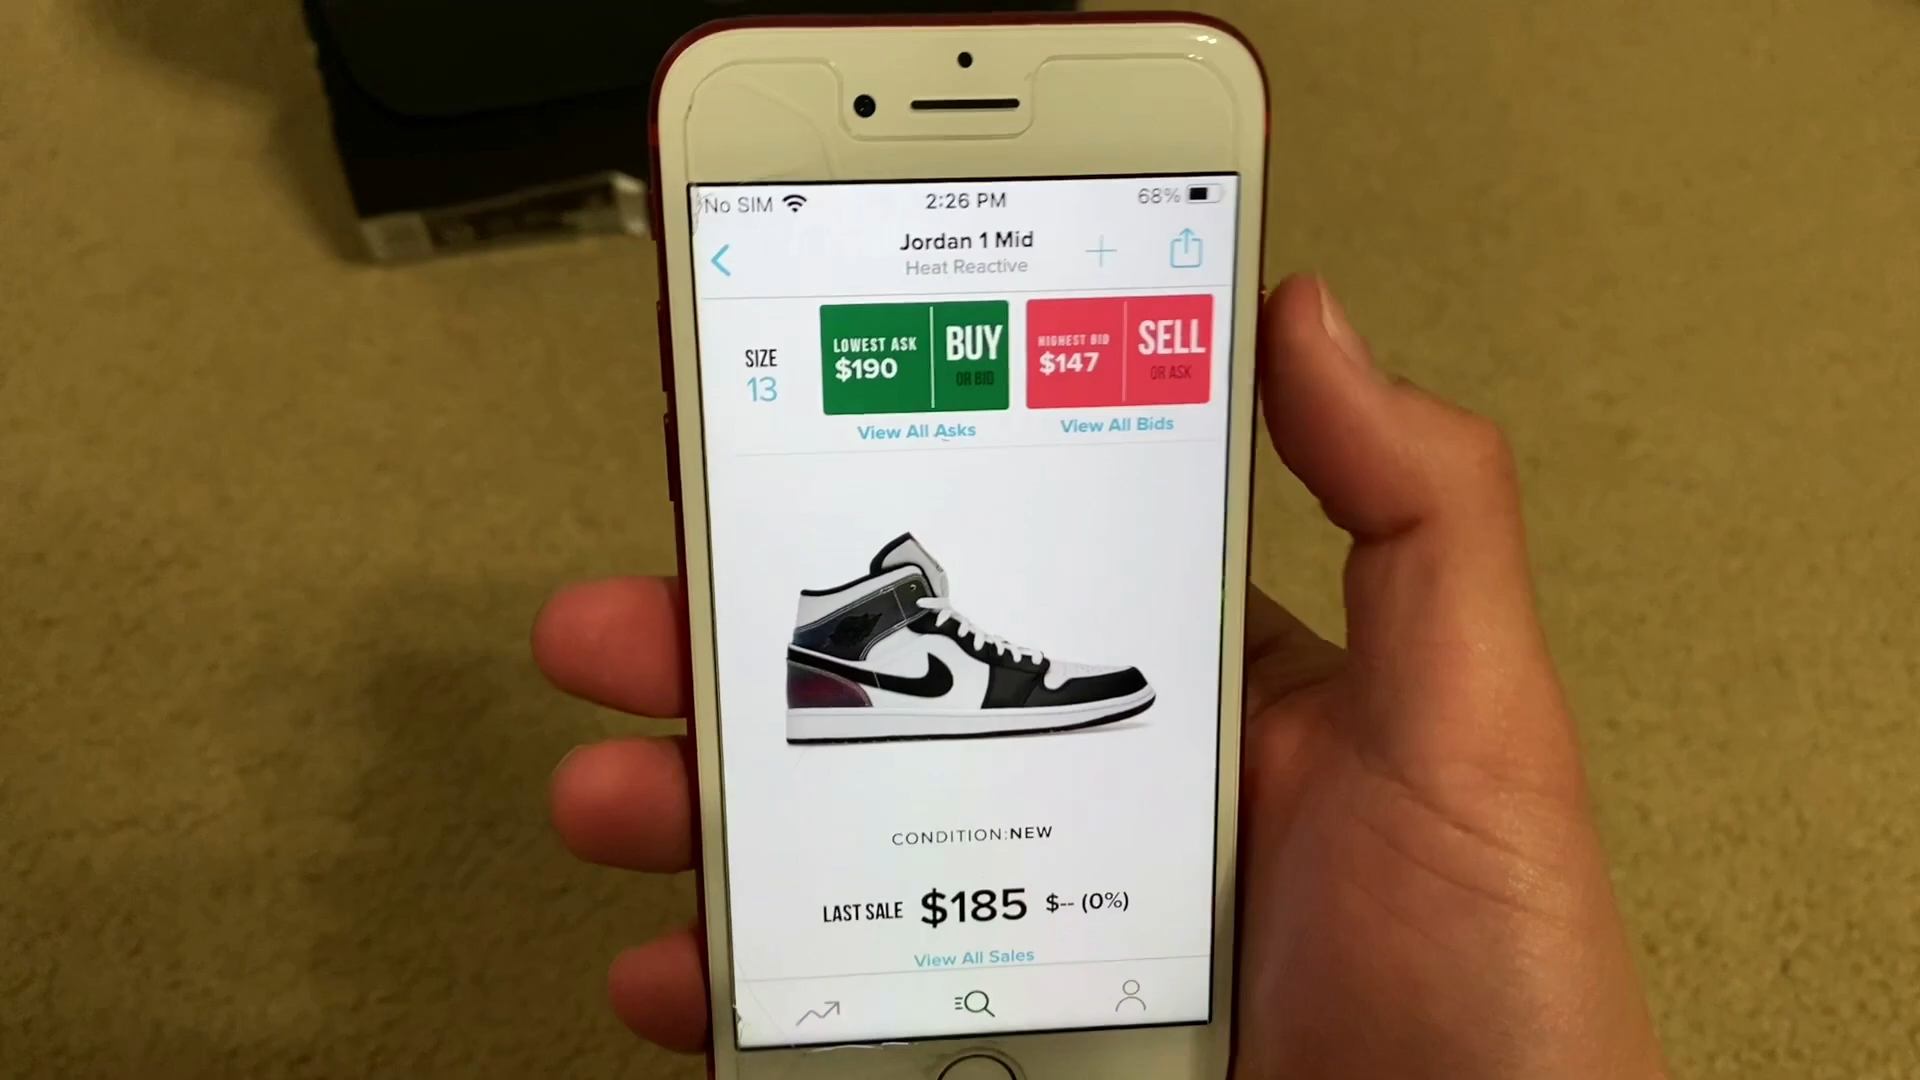 No SIM 2:26 PM 68%
Jordan 1 Mid
Heat Reactive
SIZE
13
LOWEST ASK
$190
BUY
OR BID
HIGHEST BID
$147
SELL
OR ASK
View All Asks
View All Bids
CONDITION:NEW
LAST SALE $185 $-- (0%)
View All Sales